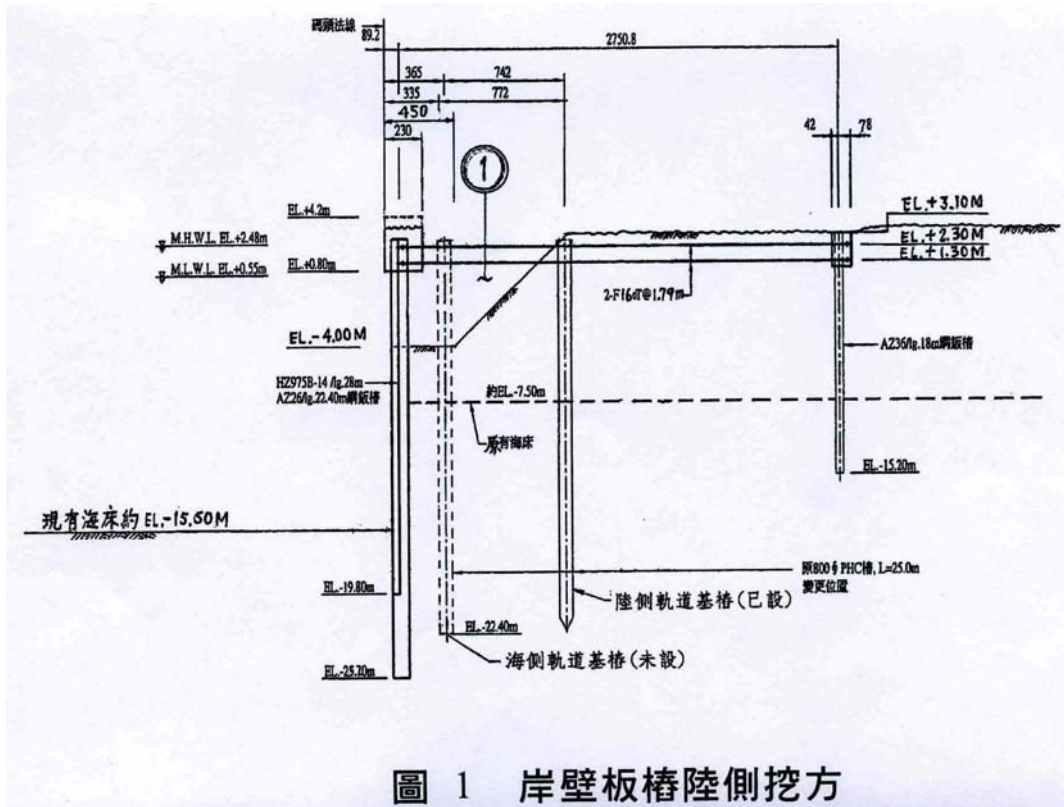 碼頭法線
89.2
2750.8
365
742
335
772
450
230
42
78
1
EL.+4.2m
EL.+3.10M
M.H.W.L. EL.+2.48m
EL.+2.30M
EL.+1.30M
M.L.W.L. EL.+0.55m
EL.+0.80m
2-F160T@1.79m
EL.-4.00M
AZ36/lg.18m鋼鈑樁
HZ975B-14 /lg.28m
AZ26/lg.22.40m鋼鈑樁
約EL.-7.50m
原有海床
EL.-15.20m
現有海床約 EL.-15.60M
原800∮PHC樁, L=25.0m
變更位置
EL.-19.80m
陸側軌道基樁(已設)
EL.-22.40m
海側軌道基樁(未設)
EL.-25.20m
圖 1 岸壁板樁陸側挖方